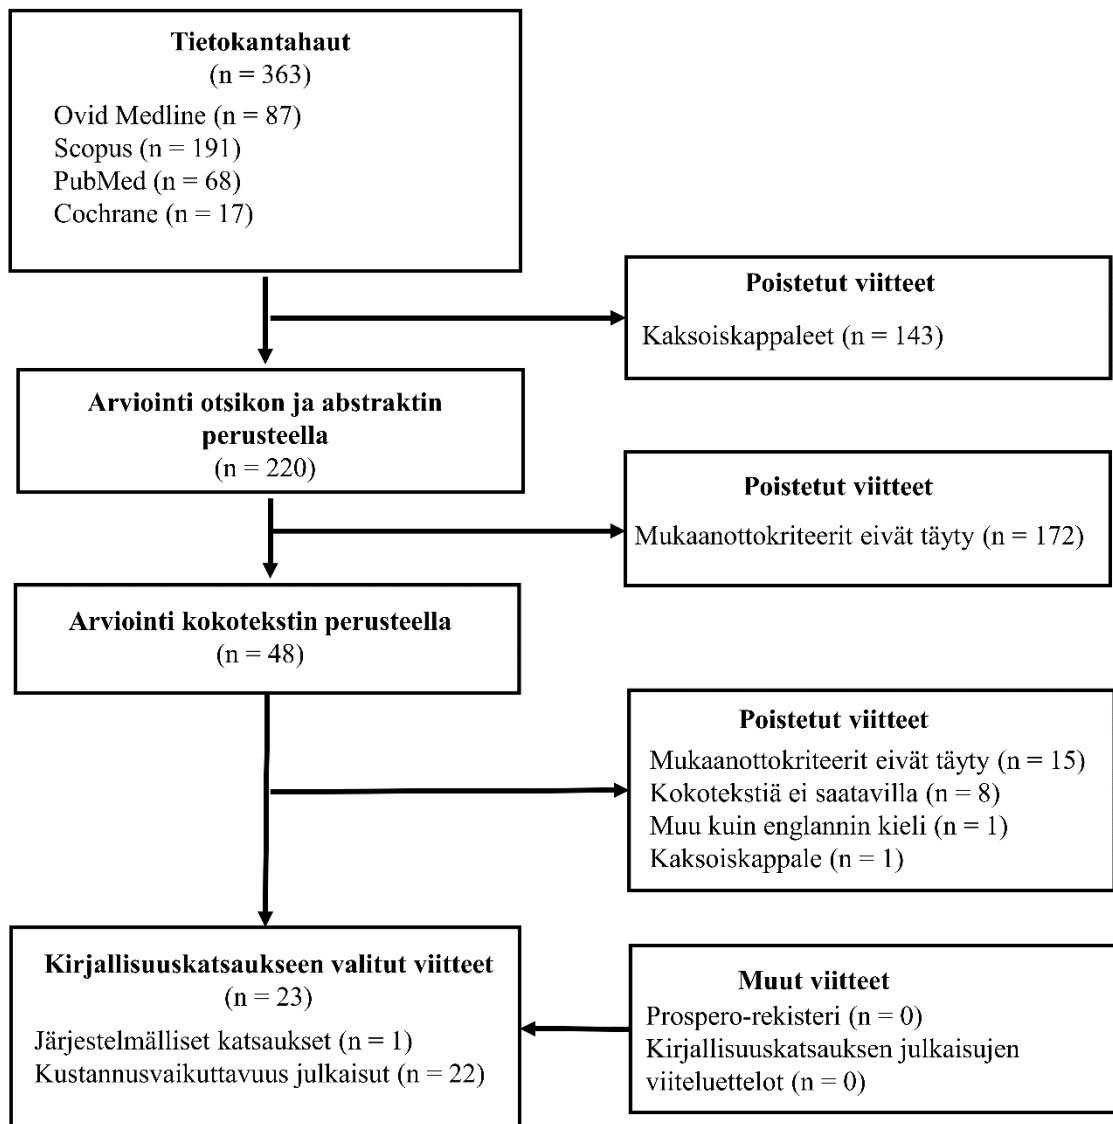 Tietokantahaut
(n = 363)
Ovid Medline (n = 87)
Scopus (n = 191)
PubMed (n = 68)
Cochrane (n = 17)
Poistetut viitteet
Kaksoiskappaleet (n = 143)
Arviointi otsikon ja abstraktin
perusteella
(n = 220)
Poistetut viitteet
Mukaanottokriteerit eivät täyty (n = 172)
Arviointi kokotekstin perusteella
(n = 48)
Poistetut viitteet
Mukaanottokriteerit eivät täyty (n = 15)
Kokotekstiä ei saatavilla (n = 8)
Muu kuin englannin kieli (n = 1)
Kaksoiskappale (n = 1)
Kirjallisuuskatsaukseen valitut viitteet
(n = 23)
Järjestelmälliset katsaukset (n = 1)
Kustannusvaikuttavuus julkaisut (n = 22)
Muut viitteet
Prospero-rekisteri (n = 0)
Kirjallisuuskatsauksen julkaisujen
viiteluettelot (n = 0)